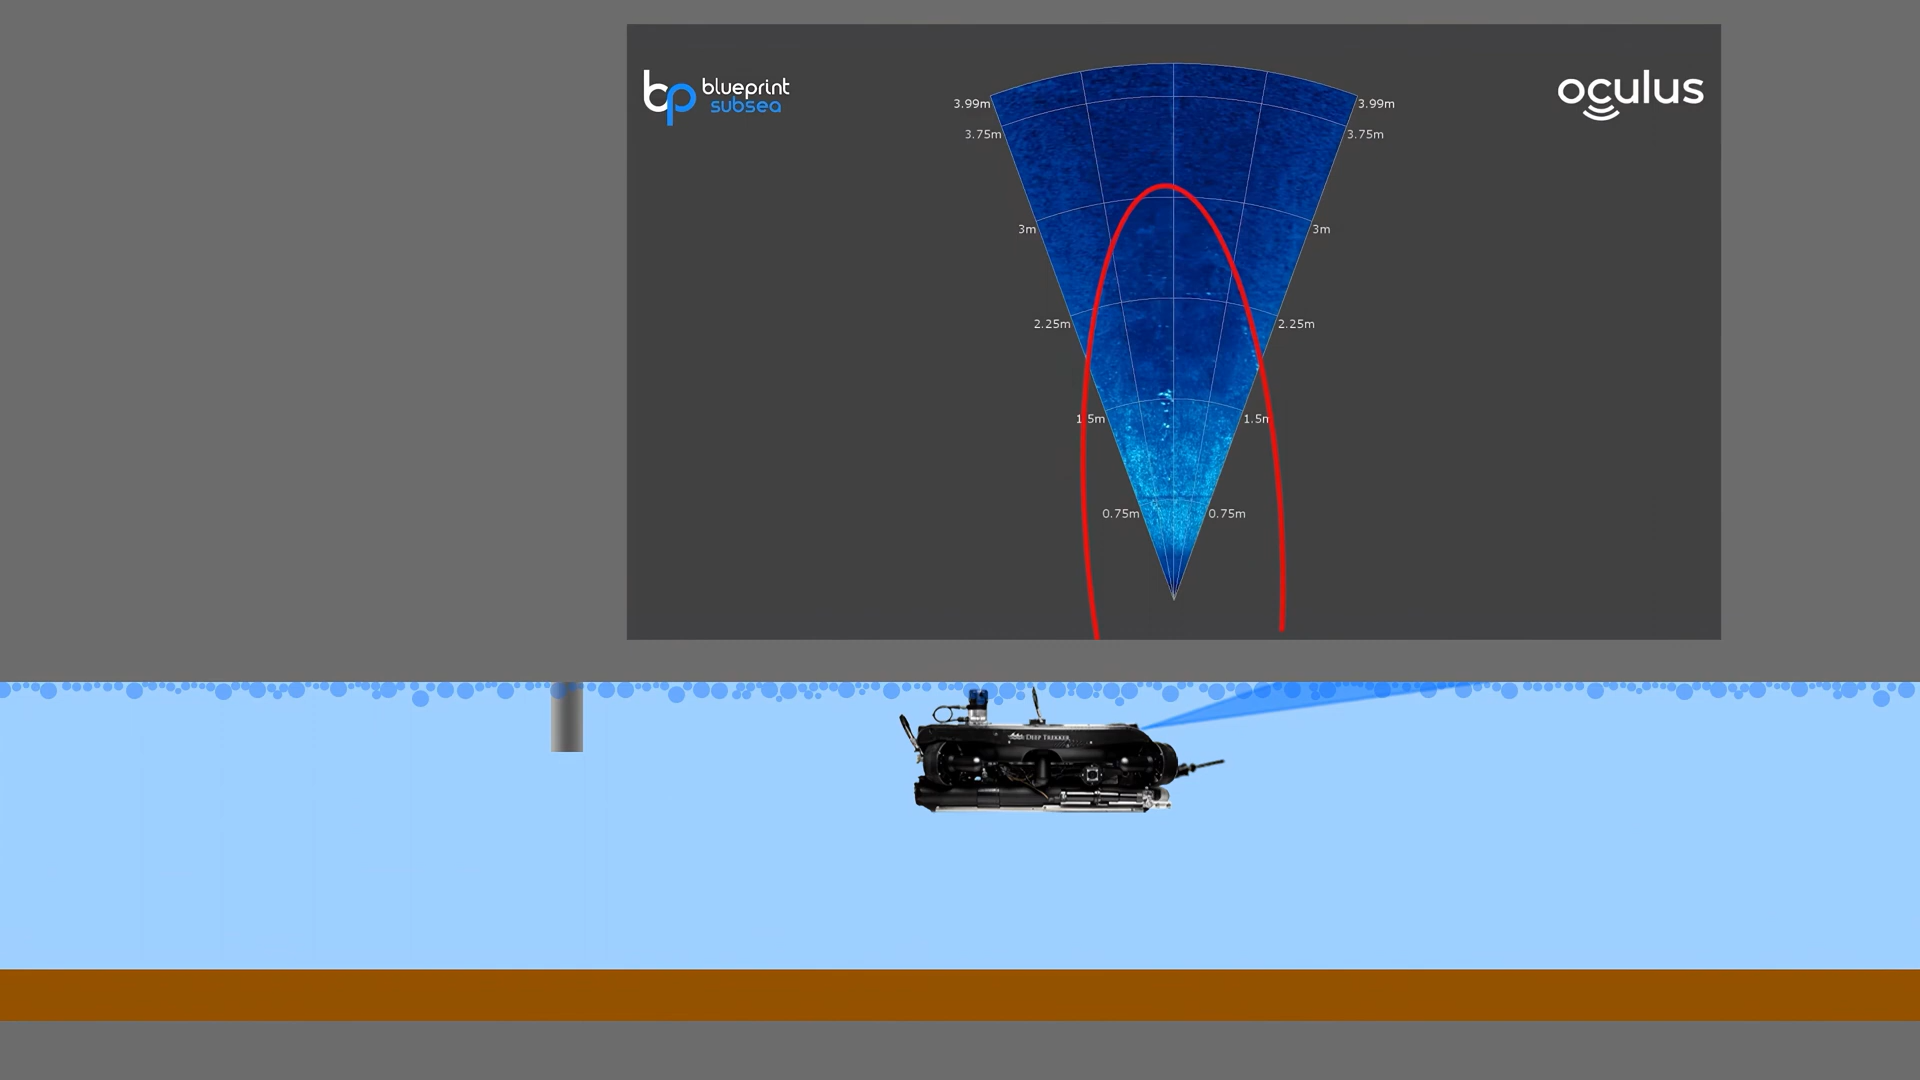 blueprint
subsea
oculus
3.99m 3.99m
3.75m 3.75m
3m 3m
2.25m 2.25m
1.5m 1.5m
0.75m 0.75m
DEEP TREKKER